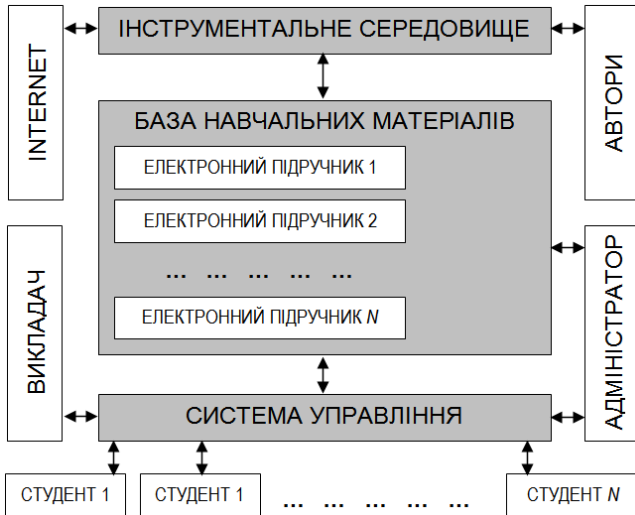 INTERNET
ІНСТРУМЕНТАЛЬНЕ СЕРЕДОВИЩЕ
АВТОРИ
БАЗА НАВЧАЛЬНИХ МАТЕРІАЛІВ
ЕЛЕКТРОННИЙ ПІДРУЧНИК 1
ЕЛЕКТРОННИЙ ПІДРУЧНИК 2
... ... ... ... ...
ЕЛЕКТРОННИЙ ПІДРУЧНИК N
ВИКЛАДАЧ
АДМІНІСТРАТОР
СИСТЕМА УПРАВЛІННЯ
СТУДЕНТ 1
СТУДЕНТ 1
... ... ... ... ...
СТУДЕНТ N